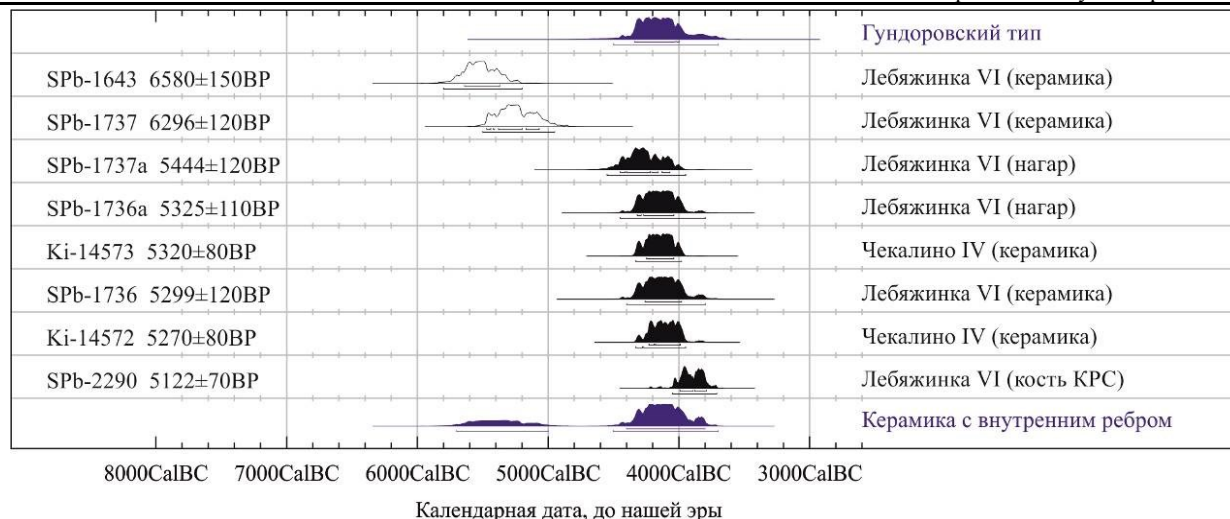 Гундоровский тип
SPb-1643 6580±150BP Лебяжинка VI (керамика)
SPb-1737 6296±120BP Лебяжинка VI (керамика)
SPb-1737a 5444±120BP Лебяжинка VI (нагар)
SPb-1736a 5325±110BP Лебяжинка VI (нагар)
Ki-14573 5320±80BP Чекалино IV (керамика)
SPb-1736 5299±120BP Лебяжинка VI (керамика)
Ki-14572 5270±80BP Чекалино IV (керамика)
SPb-2290 5122±70BP Лебяжинка VI (кость КРС)
Керамика с внутренним ребром
8000CalBC 7000CalBC 6000CalBC 5000CalBC 4000CalBC 3000CalBC
Календарная дата, до нашей эры